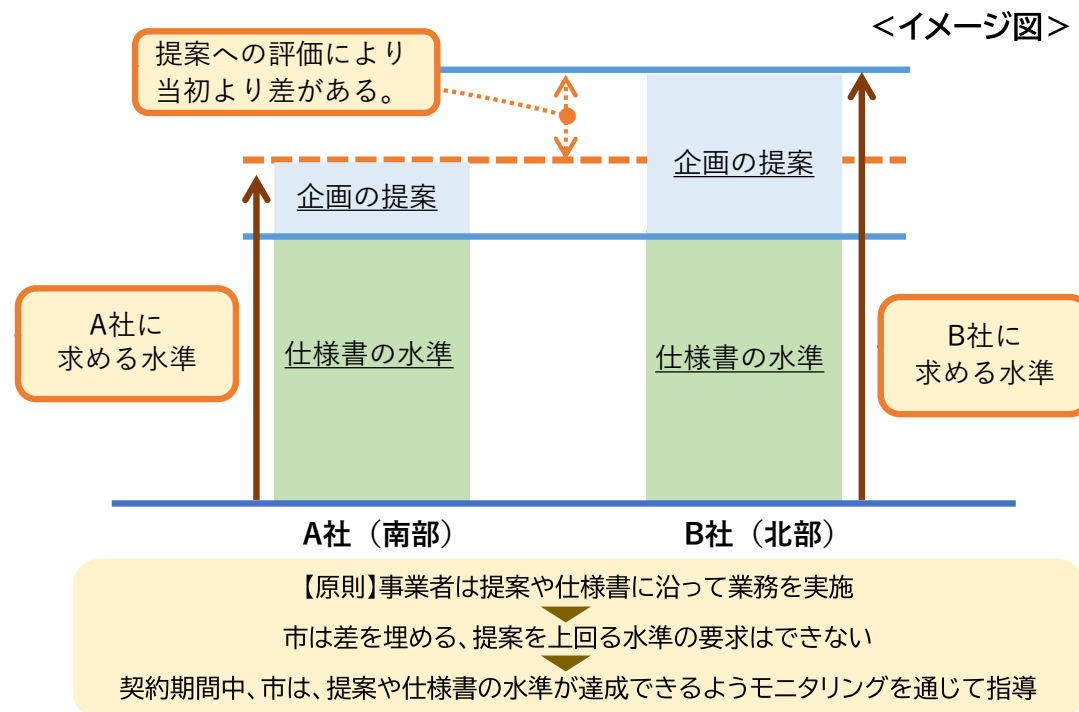 ＜イメージ図＞
提案への評価により
当初より差がある。
企画の提案
企画の提案
A社に
求める水準
仕様書の水準
仕様書の水準
B社に
求める水準
A社（南部）
B社（北部）
【原則】事業者は提案や仕様書に沿って業務を実施
市は差を埋める、提案を上回る水準の要求はできない
契約期間中、市は、提案や仕様書の水準が達成できるようモニタリングを通じて指導